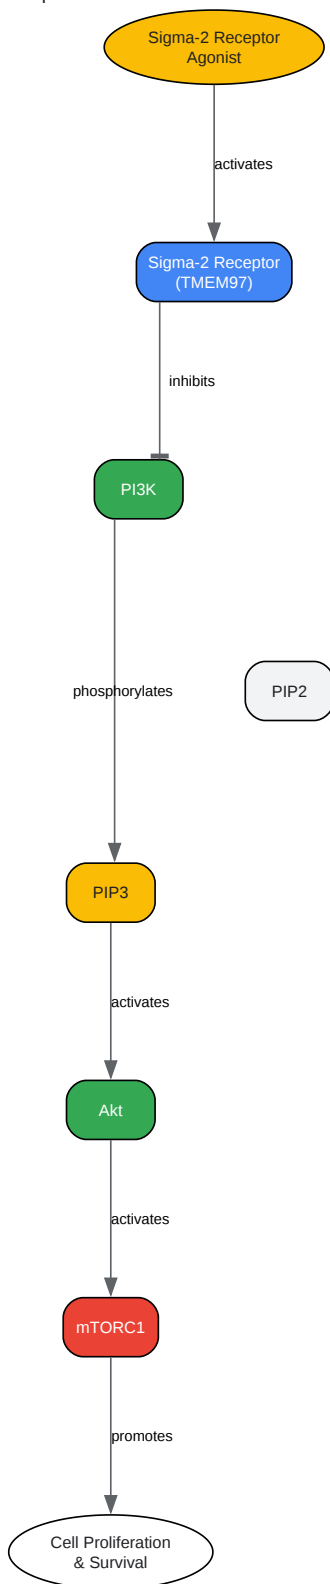 Sigma-2 Receptor
Agonist
activates
Sigma-2 Receptor
(TMEM97)
inhibits
PI3K
phosphorylates
PIP2
PIP3
activates
Akt
activates
mTORC1
promotes
Cell Proliferation
& Survival